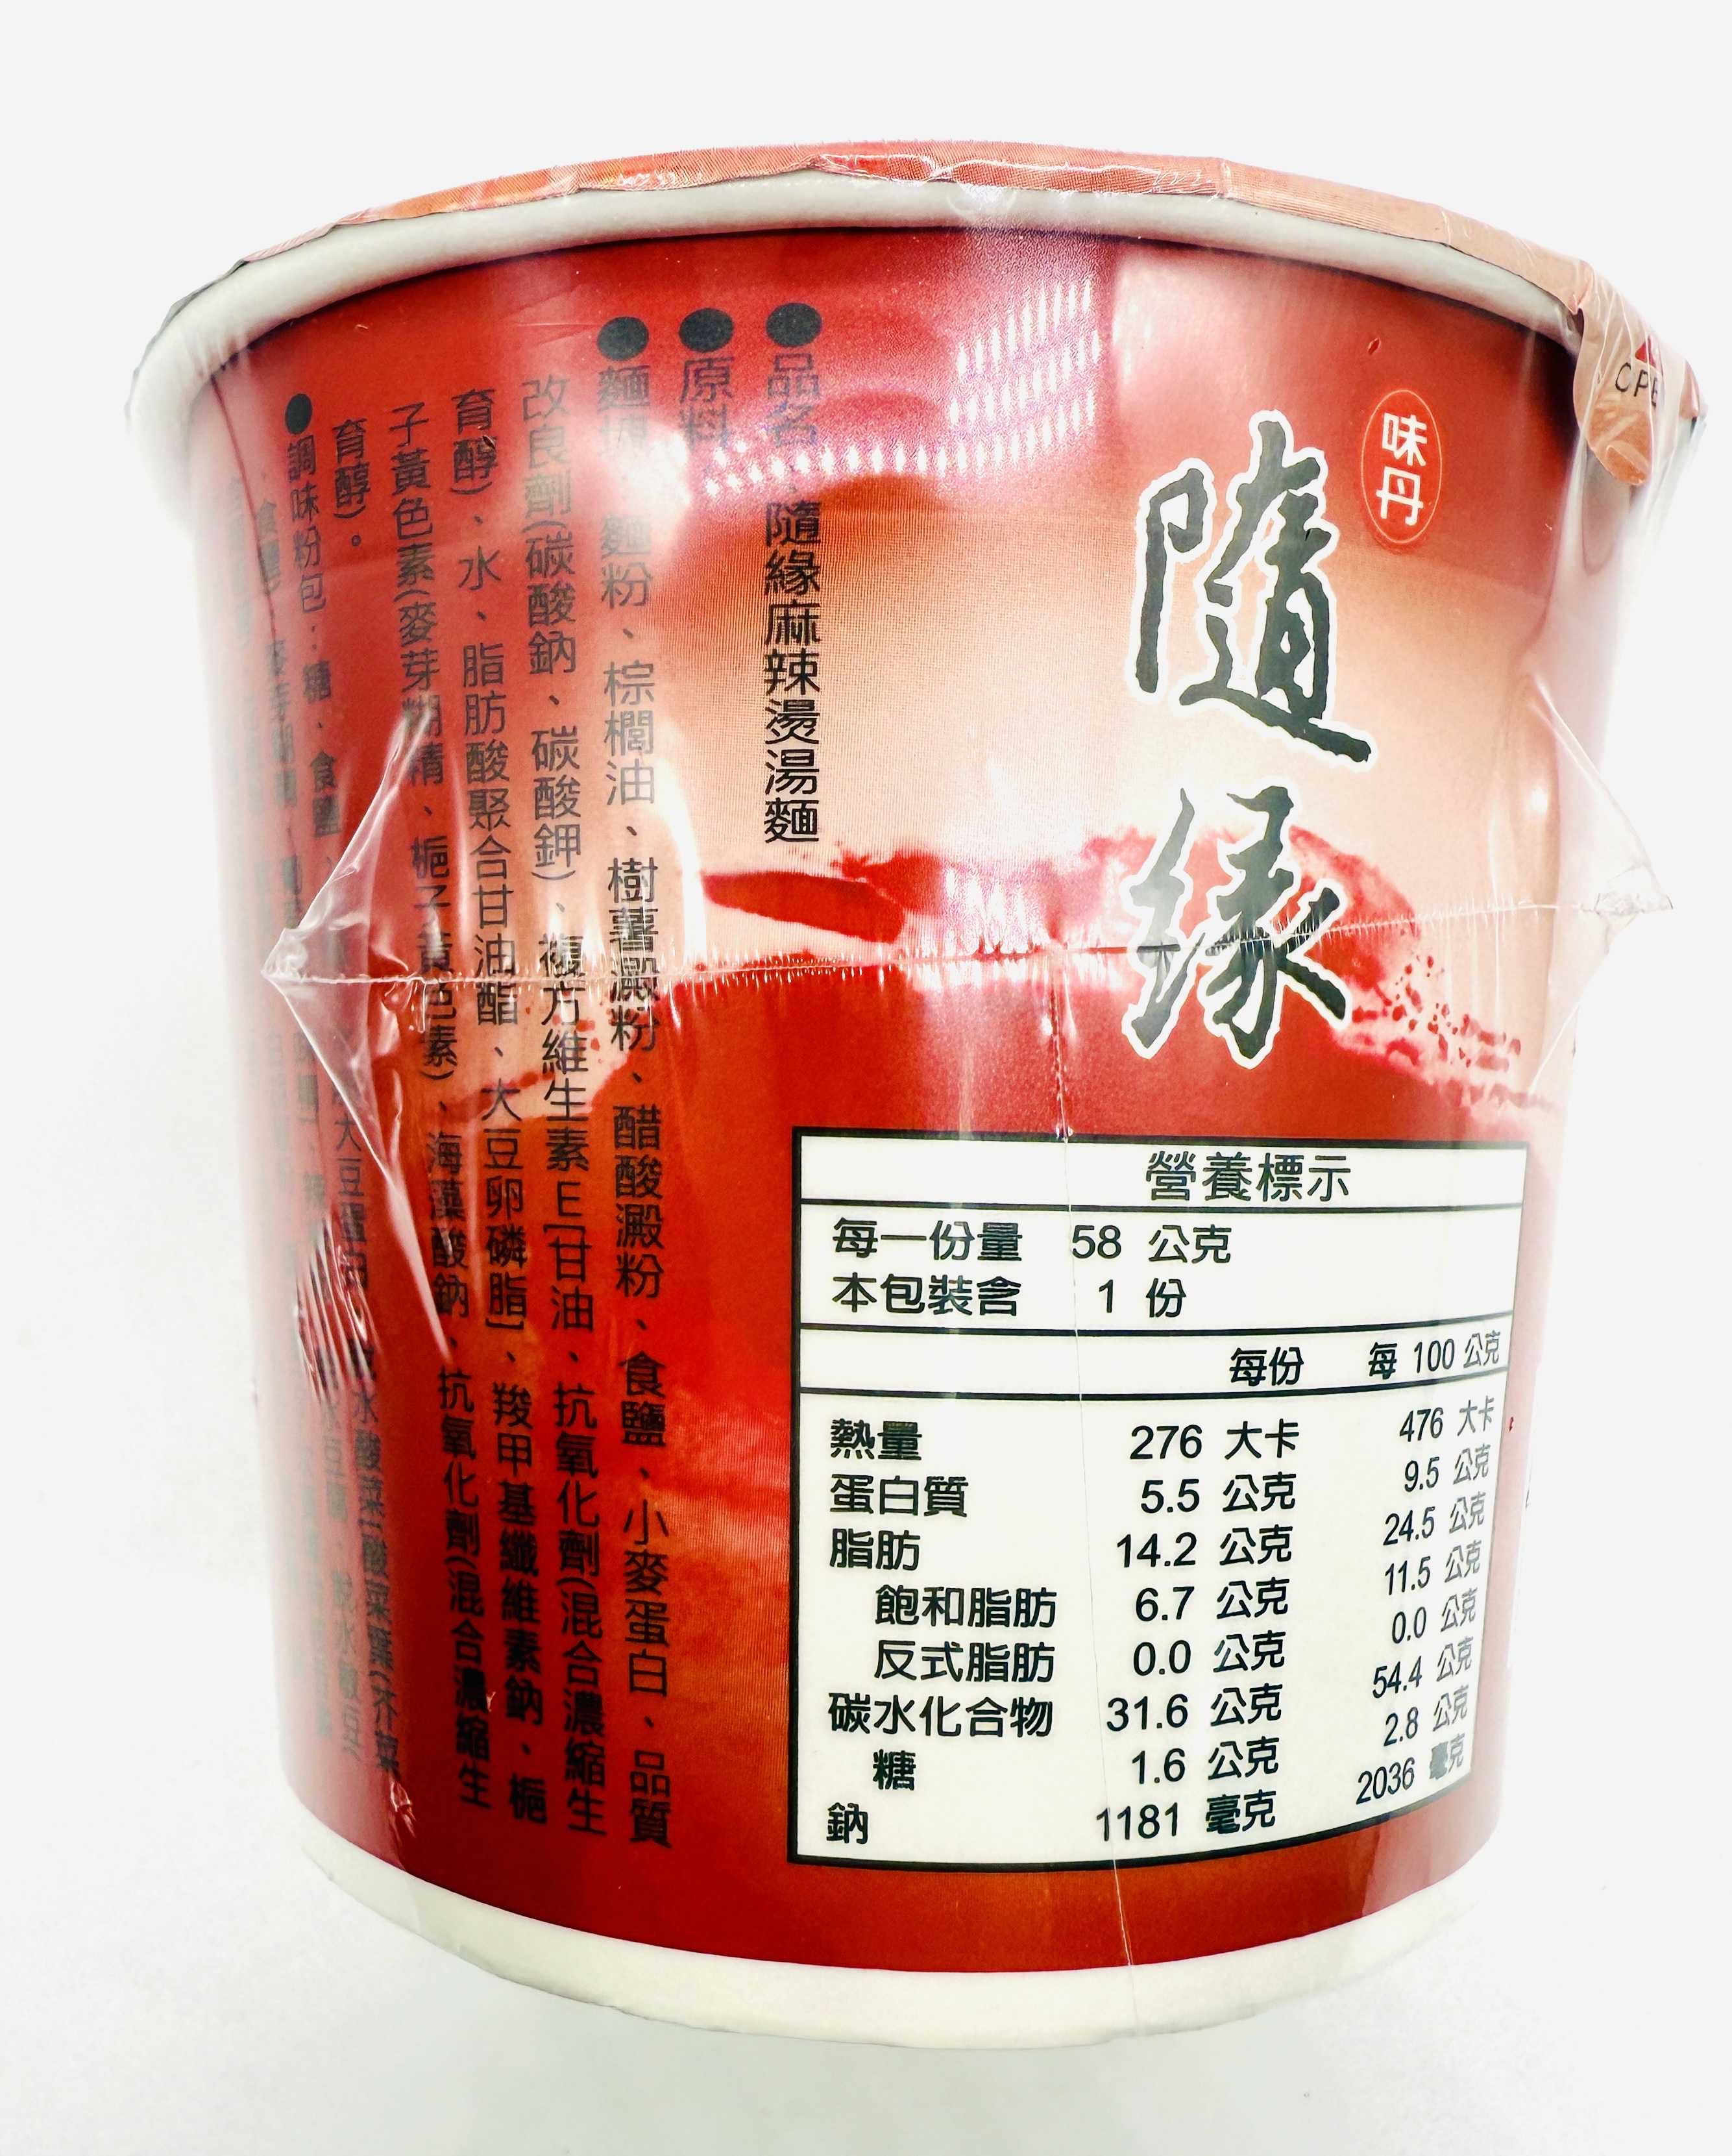 味丹
隨緣
●品名:隨緣麻辣燙湯麵
●原料:
●麵塊:麵粉、棕櫚油、樹薯澱粉、醋酸澱粉、食鹽、小麥蛋白、品質
改良劑(碳酸鈉、碳酸鉀)、複方維生素E[甘油、抗氧化劑(混合濃縮生
育醇)、水、脂肪酸聚合甘油酯、大豆卵磷脂]、羧甲基纖維素鈉、梔
子黃色素(麥芽糊精、梔子黃色素)、海藻酸鈉、抗氧化劑(混合濃縮生
育醇)。
●調味粉包:糖、食鹽、
營養標示
每一份量 58 公克
本包裝含 1 份
每份 每 100 公克
熱量 276 大卡 476 大卡
蛋白質 5.5 公克 9.5 公克
脂肪 14.2 公克 24.5 公克
飽和脂肪 6.7 公克 11.5 公克
反式脂肪 0.0 公克 0.0 公克
碳水化合物 31.6 公克 54.4 公克
糖 1.6 公克 2.8 公克
鈉 1181 毫克 2036 毫克